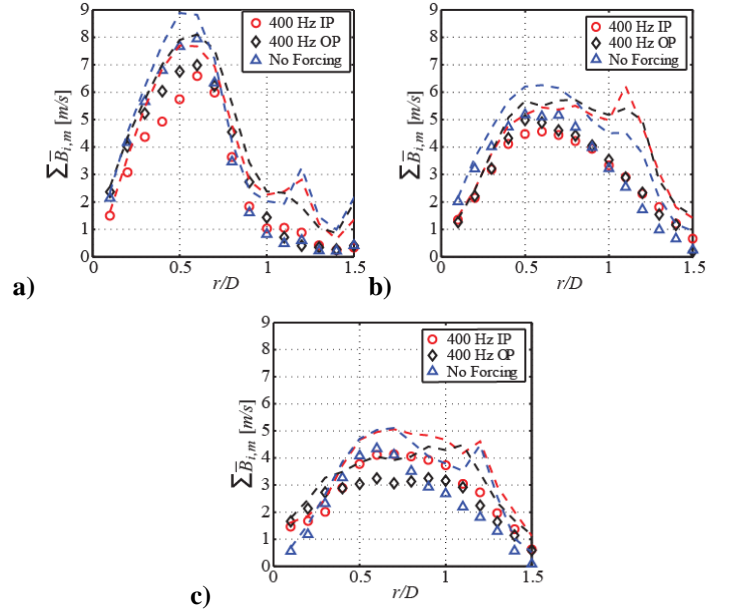 9
8
7
6
5
4
3
2
1
0
0 0.5 1 1.5
∑B̅i,m [m/s]
r/D
400 Hz IP
400 Hz OP
No Forcing
a)
9
8
7
6
5
4
3
2
1
0
0 0.5 1 1.5
∑B̅i,m [m/s]
r/D
400 Hz IP
400 Hz OP
No Forcing
b)
9
8
7
6
5
4
3
2
1
0
0 0.5 1 1.5
∑B̅i,m [m/s]
r/D
400 Hz IP
400 Hz OP
No Forcing
c)